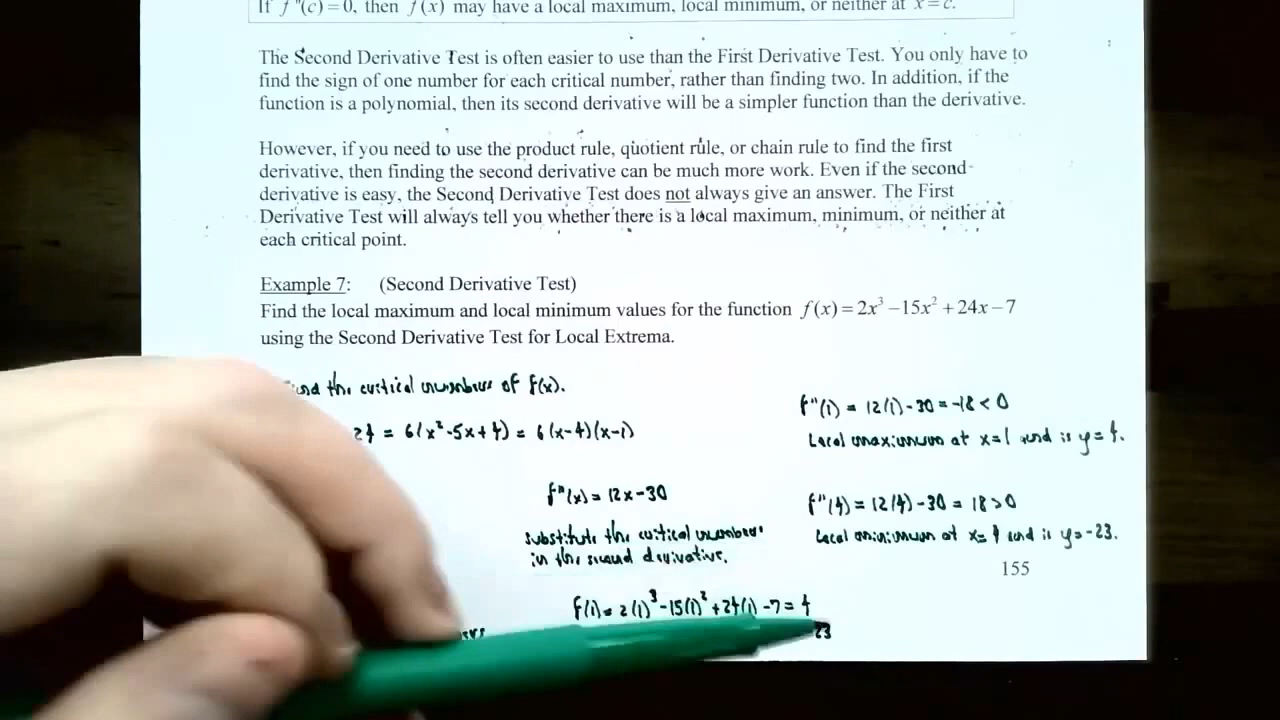 If f "(c) = 0, then f(x) may have a local maximum, local minimum, or neither at x = c.
The Second Derivative Test is often easier to use than the First Derivative Test. You only have to
find the sign of one number for each critical number, rather than finding two. In addition, if the
function is a polynomial, then its second derivative will be a simpler function than the derivative.
However, if you need to use the product rule, quotient rule, or chain rule to find the first
derivative, then finding the second derivative can be much more work. Even if the second
derivative is easy, the Second Derivative Test does not always give an answer. The First
Derivative Test will always tell you whether there is a local maximum, minimum, or neither at
each critical point.
Example 7: (Second Derivative Test)
Find the local maximum and local minimum values for the function f(x) = 2x³ − 15x² + 24x − 7
using the Second Derivative Test for Local Extrema.
the critical numbers of f(x).
24 = 6(x² - 5x + 4) = 6(x-4)(x-1)
f"(x) = 12x - 30
substitute the critical numbers
in the second derivative.
f(1) = 2(1)³ - 15(1)² + 24(1) - 7 = 4
23
f"(1) = 12(1) - 30 = -18 < 0
Local maximum at x=1 and is y=4.
f"(4) = 12(4) - 30 = 18 > 0
Local minimum at x=4 and is y=-23.
155